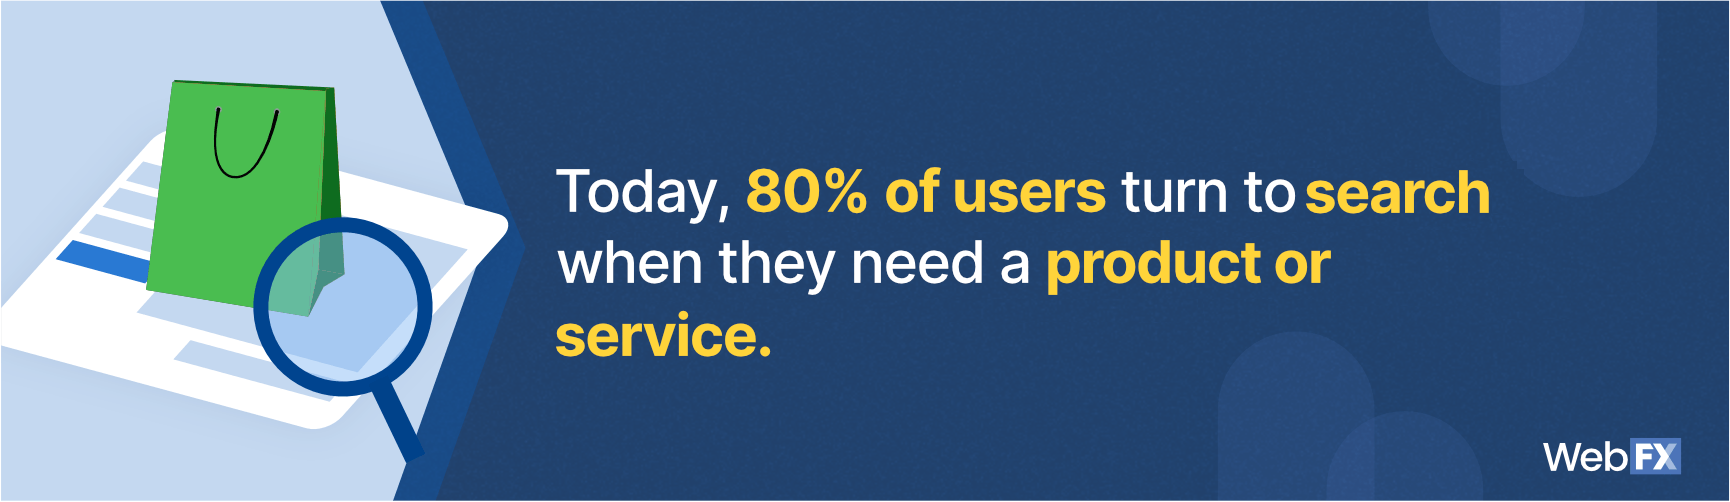 Today, 80% of users turn to search
when they need a product or
service.
WebFX